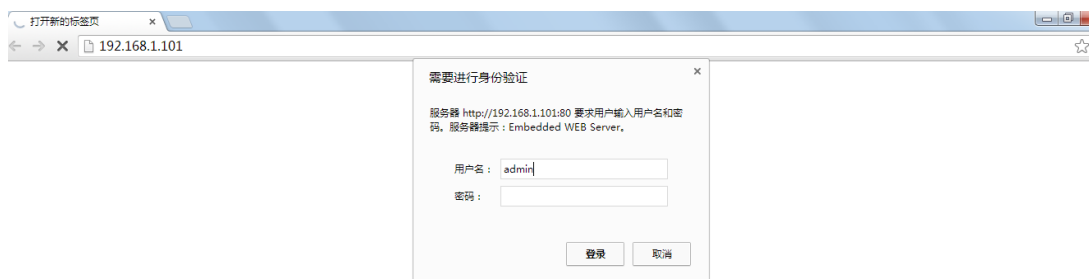 打开新的标签页
192.168.1.101
需要进行身份验证
服务器 http://192.168.1.101:80 要求用户输入用户名和密
码。服务器提示：Embedded WEB Server。
用户名： admin
密码：
登录 取消